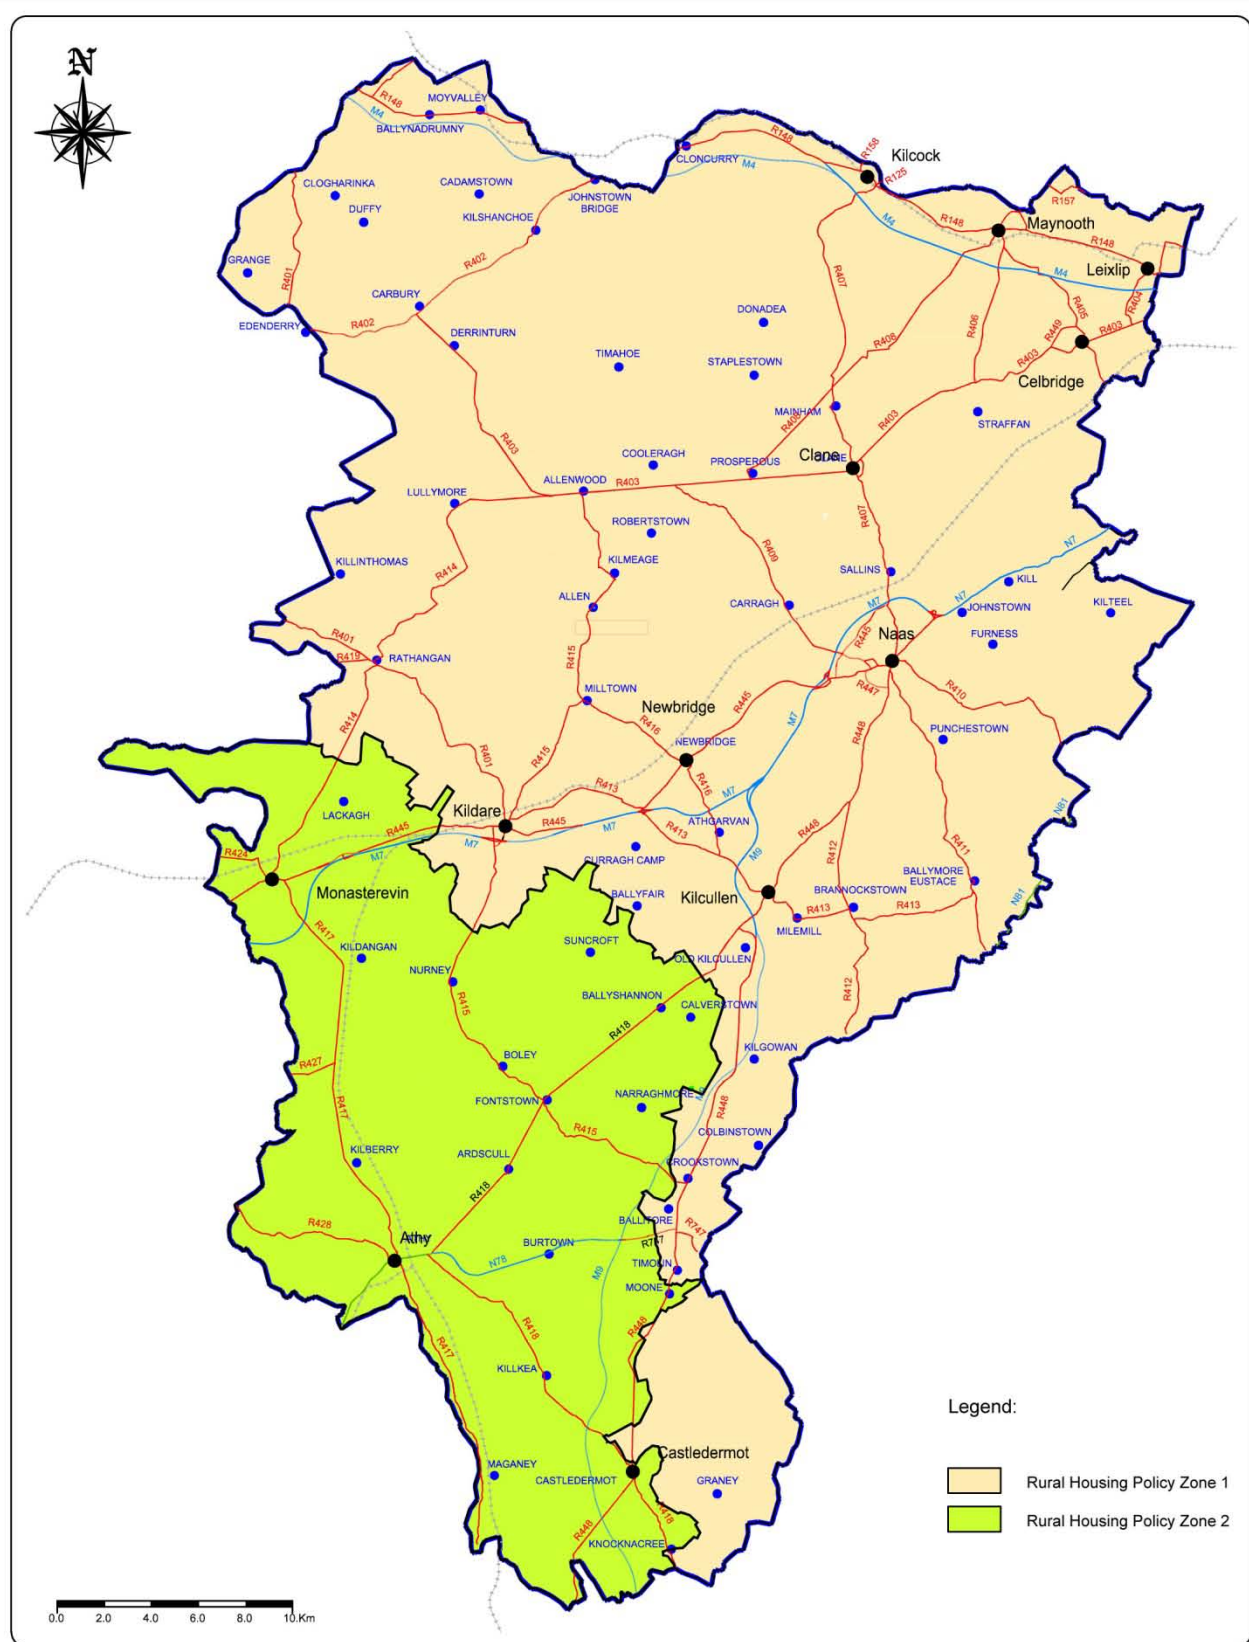 N
R148
MOYVALLEY
M4
BALLYNADRUMNY
CLONCURRY
R148
R158
Kilcock
M4
R125
CLOGHARINKA
CADAMSTOWN
JOHNSTOWN
BRIDGE
DUFFY
KILSHANCHOE
R157
R148
Maynooth
M4
R148
GRANGE
R401
R402
R407
M4
Leixlip
CARBURY
DONADEA
R404
R405
EDENDERRY
R402
DERRINTURN
R408
R406
R449
R403
TIMAHOE
STAPLESTOWN
R403
Celbridge
MAINHAM
R408
R403
STRAFFAN
R403
COOLERAGH
PROSPEROUS
Clane
ALLENWOOD
R403
LULLYMORE
R407
ROBERTSTOWN
R409
N7
KILLINTHOMAS
R414
KILMEAGE
SALLINS
KILL
ALLEN
CARRAGH
M7
N7
JOHNSTOWN
KILTEEL
R401
R445
Naas
FURNESS
R419
RATHANGAN
R415
R447
R410
MILLTOWN
R445
Newbridge
R414
R416
M7
R448
PUNCHESTOWN
NEWBRIDGE
R401
R415
R413
R416
M7
LACKAGH
Kildare
N81
R445
R445
M7
ATHGARVAN
R448
R424
M7
M7
R413
R412
R411
M9
CURRAGH CAMP
BALLYMORE
EUSTACE
Monasterevin
BALLYFAIR
Kilcullen
BRANNOCKSTOWN
R413
R413
N81
MILEMILL
R417
KILDANGAN
SUNCROFT
OLD KILCULLEN
NURNEY
R412
R415
BALLYSHANNON
CALVERSTOWN
R418
BOLEY
KILGOWAN
R427
FONTSTOWN
NARRAGHMORE
R417
R448
R415
COLBINSTOWN
KILBERRY
ARDSCULL
CROOKSTOWN
R418
R428
BALLITORE
Athy
R747
R747
BURTOWN
N78
TIMOLIN
M9
MOONE
R418
R448
R417
KILLKEA
Legend:
Castledermot
MAGANEY
CASTLEDERMOT
GRANEY
Rural Housing Policy Zone 1
R418
R448
Rural Housing Policy Zone 2
KNOCKNACREE
0.0 2.0 4.0 6.0 8.0 10.Km